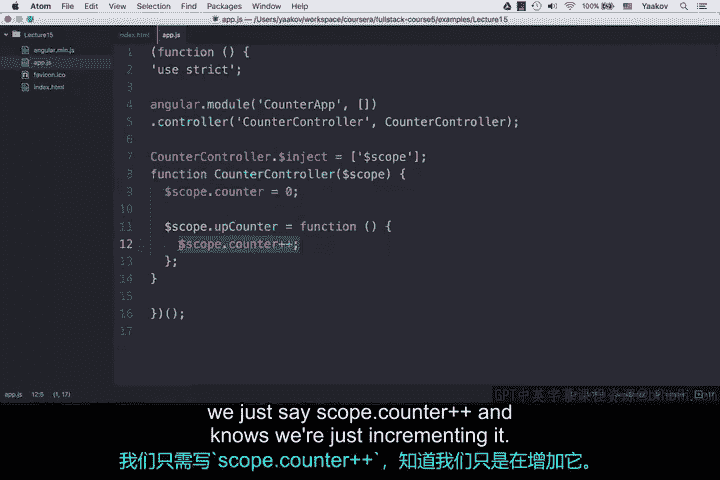 Atom File Edit View Selection Find Packages Window Help 100% Yaakov
app.js — /Users/yaakov/workspace/coursera/fullstack-course5/examples/Lecture15
Lecture15
angular.min.js
app.js
favicon.ico
index.html
index.html app.js
1 (function () {
2 'use strict';
3
4 angular.module('CounterApp', [])
5 .controller('CounterController', CounterController);
6
7 CounterController.$inject = ['$scope'];
8 function CounterController($scope) {
9 $scope.counter = 0;
10
11 $scope.upCounter = function () {
12 $scope.counter++;
13 };
14 }
15
16 })();
17
app.js 12:5 (1, 17)
we just say scope.counter++ and
knows we're just incrementing it.
我们只需写`scope.counter++`，知道我们只是在增加它。